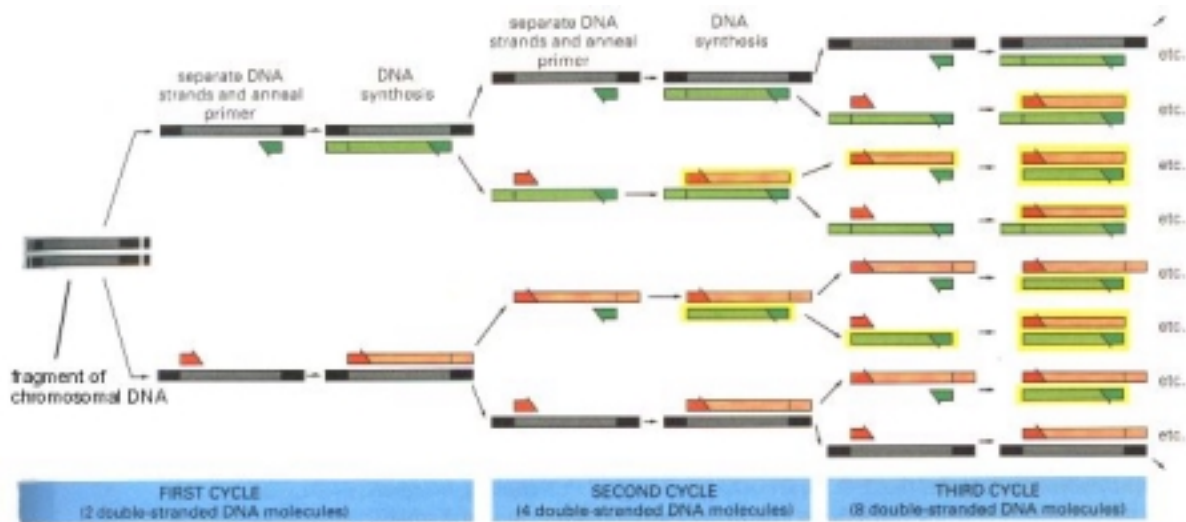 separate DNA
strands and anneal
primer
DNA
synthesis
separate DNA
strands and anneal
primer
DNA
synthesis
etc.
etc.
etc.
etc.
etc.
etc.
etc.
etc.
fragment of
chromosomal DNA
FIRST CYCLE
(2 double-stranded DNA molecules)
SECOND CYCLE
(4 double-stranded DNA molecules)
THIRD CYCLE
(8 double-stranded DNA molecules)